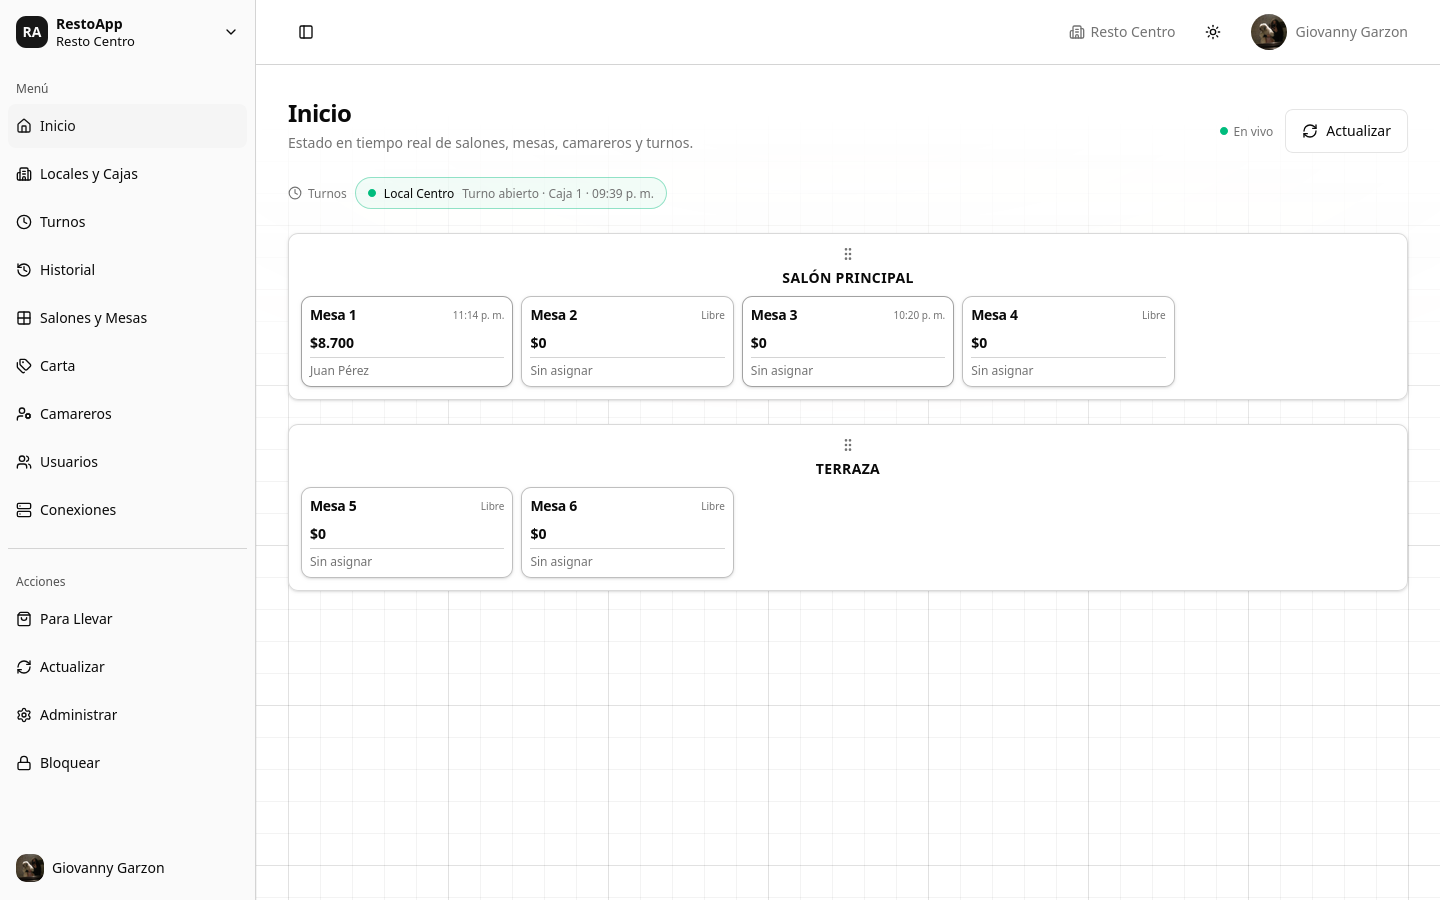 RA
RestoApp
Resto Centro
Menú
Inicio
Locales y Cajas
Turnos
Historial
Salones y Mesas
Carta
Camareros
Usuarios
Conexiones
Acciones
Para Llevar
Actualizar
Administrar
Bloquear
Giovanny Garzon
Resto Centro
Giovanny Garzon
Inicio
Estado en tiempo real de salones, mesas, camareros y turnos.
En vivo
Actualizar
Turnos
Local Centro Turno abierto · Caja 1 · 09:39 p. m.
SALÓN PRINCIPAL
Mesa 1 11:14 p. m.
$8.700
Juan Pérez
Mesa 2 Libre
$0
Sin asignar
Mesa 3 10:20 p. m.
$0
Sin asignar
Mesa 4 Libre
$0
Sin asignar
TERRAZA
Mesa 5 Libre
$0
Sin asignar
Mesa 6 Libre
$0
Sin asignar